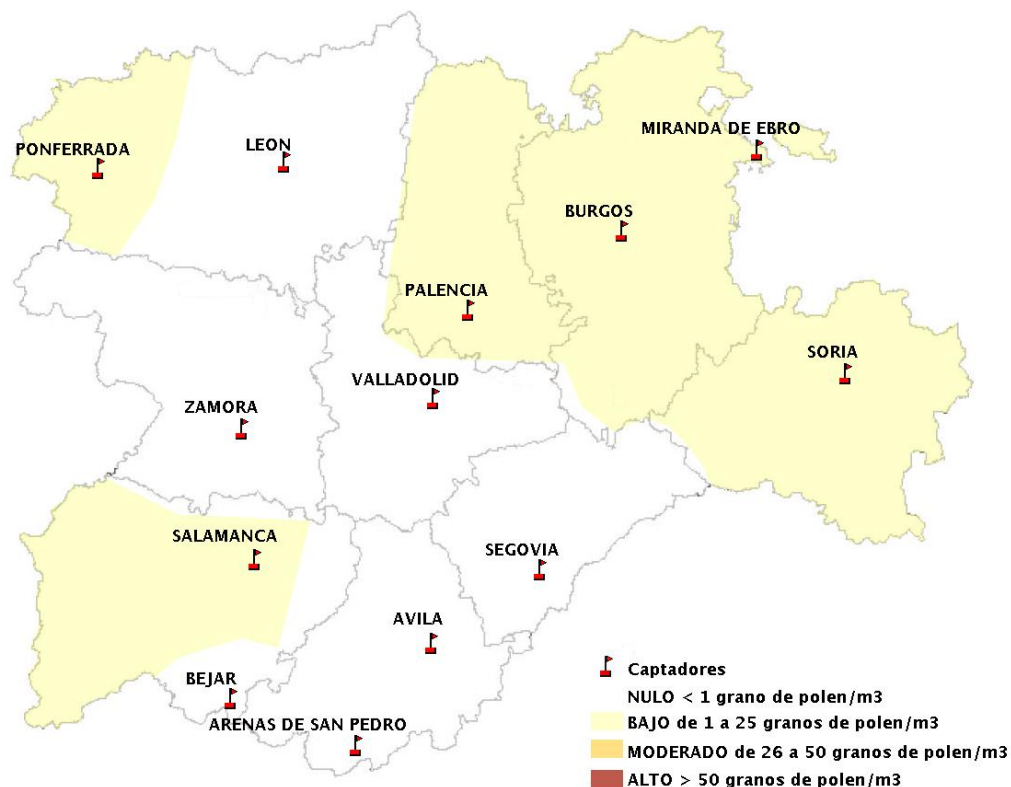 MIRANDA DE EBRO
PONFERRADA
LEON
BURGOS
PALENCIA
SORIA
VALLADOLID
ZAMORA
SALAMANCA
SEGOVIA
AVILA
BEJAR
ARENAS DE SAN PEDRO
Captadores
NULO < 1 grano de polen/m3
BAJO de 1 a 25 granos de polen/m3
MODERADO de 26 a 50 granos de polen/m3
ALTO > 50 granos de polen/m3